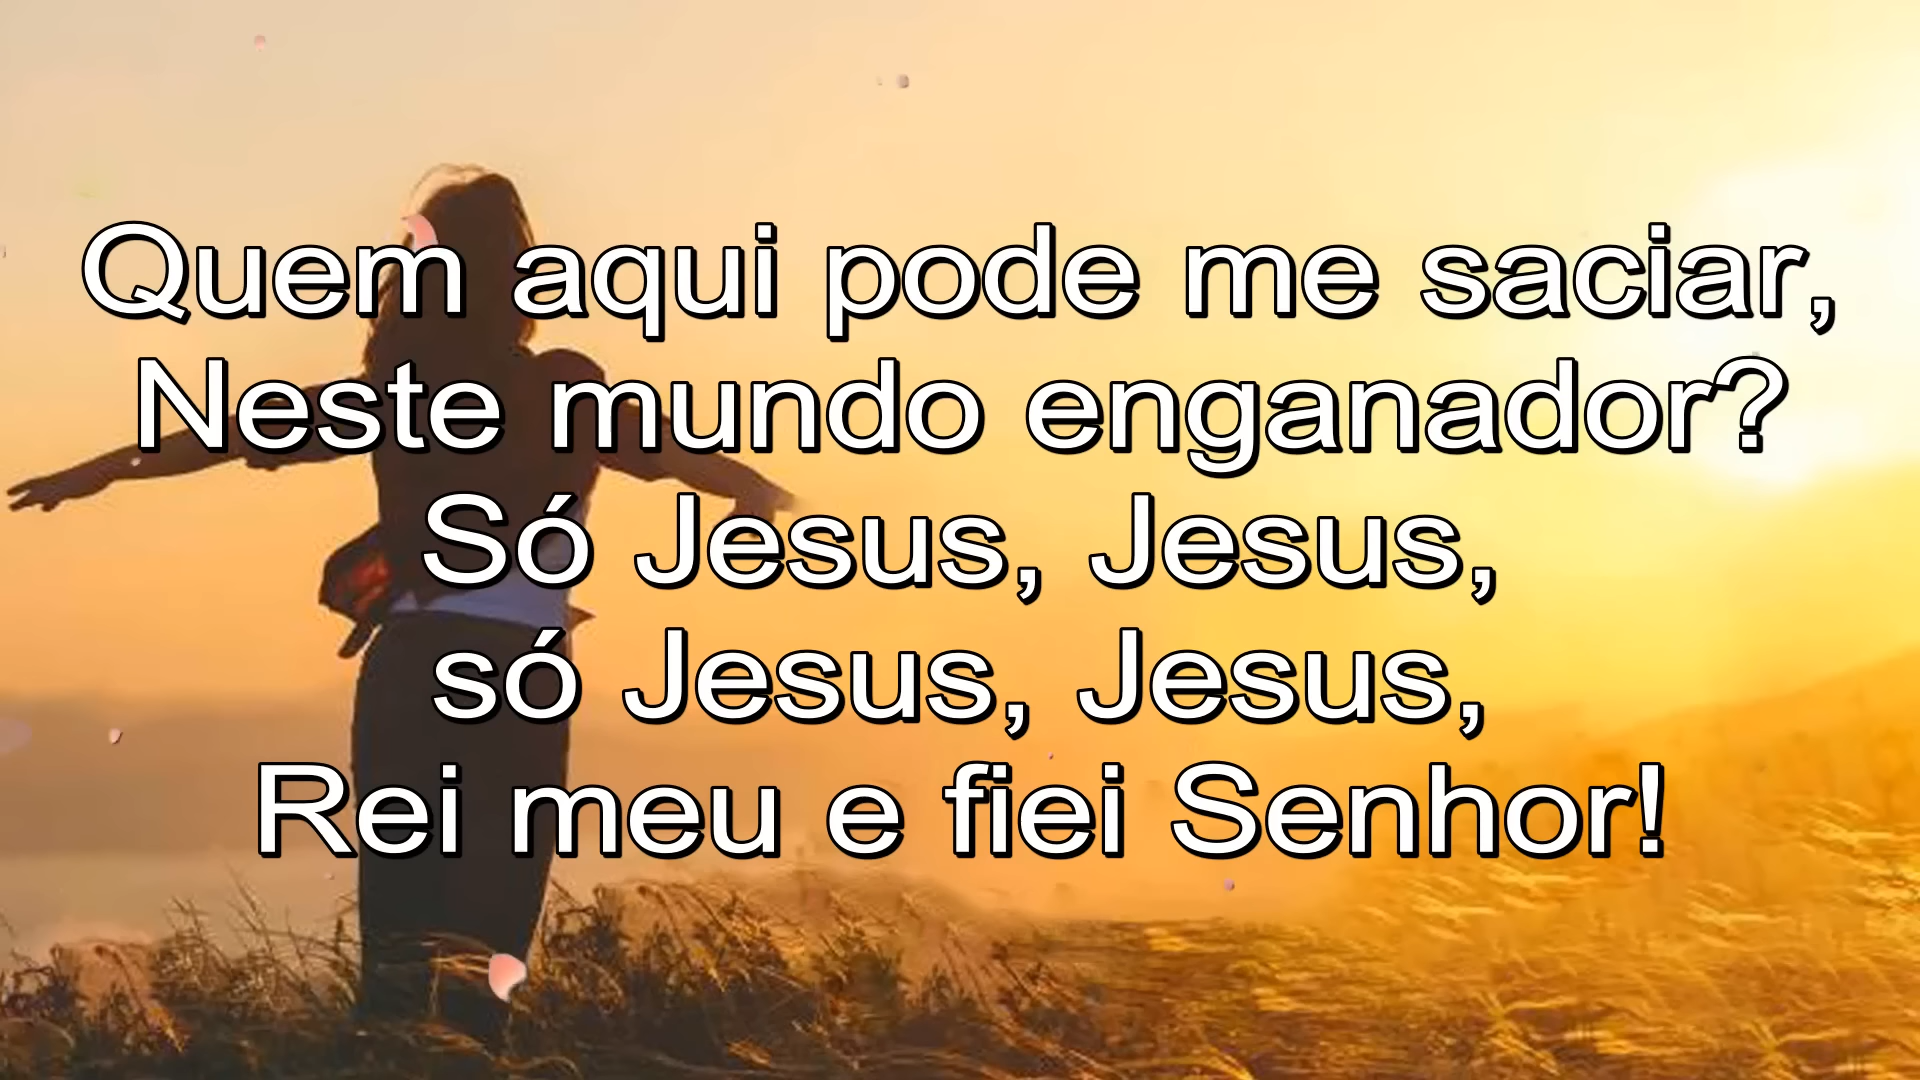 Quem aqui pode me saciar,
Neste mundo enganador?
Só Jesus, Jesus,
só Jesus, Jesus,
Rei meu e fiei Senhor!